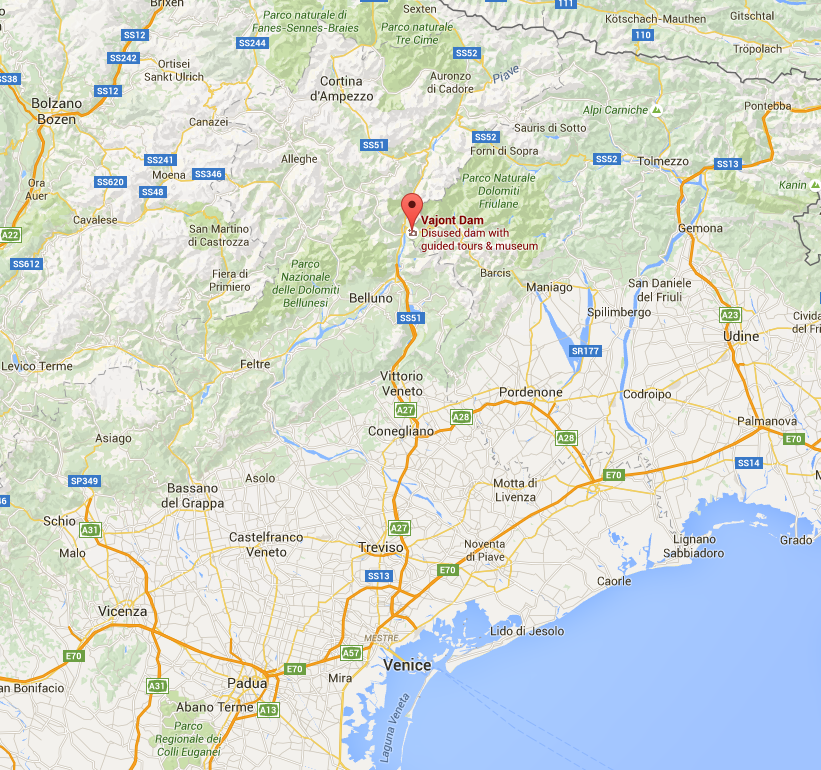 Brixen
Parco naturale di
Fanes-Sennes-Braies
Sexten
111
Kötschach-Mauthen
Gitschtal
SS12
SS244
Parco naturale
Tre Cime
110
Tröpolach
SS242
SS52
SS38
Ortisei
Sankt Ulrich
Auronzo
di Cadore
Piave
SS12
Cortina
d'Ampezzo
Bolzano
Bozen
Alpi Carniche
Pontebba
Canazei
Sauris di Sotto
SS52
SS51
Forni di Sopra
SS241
Alleghe
SS52
Tolmezzo
SS13
Moena
SS346
SS620
SS48
Parco Naturale
Dolomiti
Friulane
Kanin
Ora
Auer
Cavalese
Vajont Dam
Disused dam with
guided tours & museum
San Martino
di Castrozza
Gemona
A22
SS612
Fiera di
Primiero
Parco
Nazionale
delle Dolomiti
Bellunesi
Barcis
Maniago
San Daniele
del Friuli
Belluno
SS51
Spilimbergo
A23
Udine
SR177
Levico Terme
Feltre
Vittorio
Veneto
Pordenone
Codroipo
A27
A28
Palmanova
Conegliano
A28
E70
Asiago
SS14
E70
SP349
Asolo
Motta di
Livenza
Bassano
del Grappa
Schio
A31
A27
Malo
Castelfranco
Veneto
Treviso
Noventa
di Piave
Lignano
Sabbiadoro
Grado
SS13
E70
Caorle
Vicenza
Lido di Jesolo
MESTRE
E70
A57
Venice
E70
Mira
Padua
A31
Abano Terme
A13
Laguna Veneta
Parco
Regionale dei
Colli Euganei